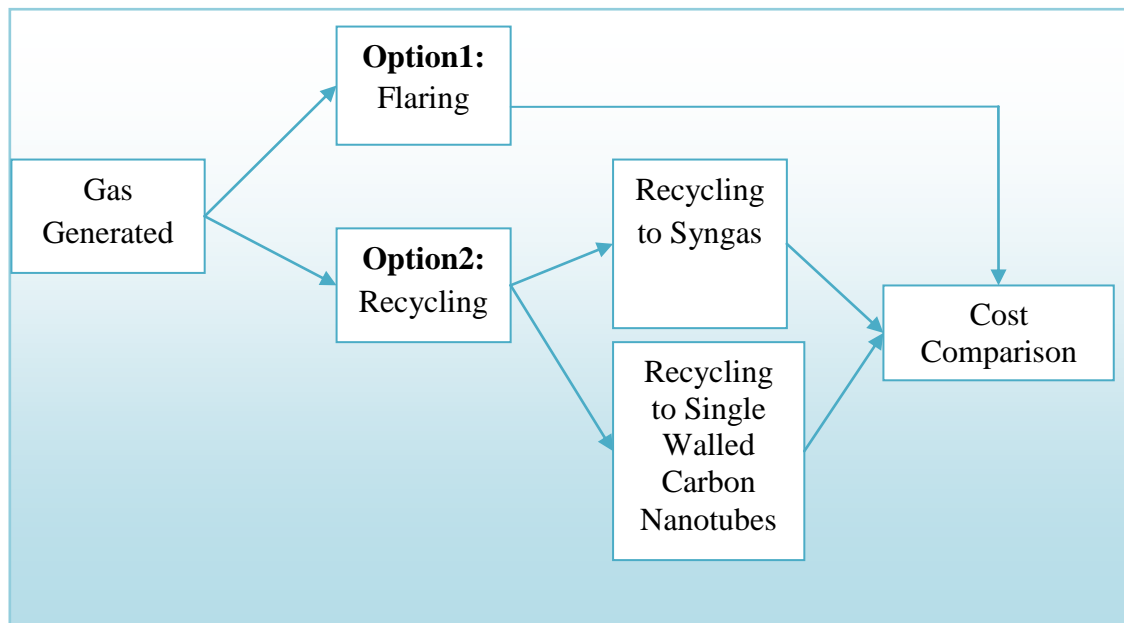 Gas
Generated
Option1:
Flaring
Option2:
Recycling
Recycling
to Syngas
Recycling
to Single
Walled
Carbon
Nanotubes
Cost
Comparison